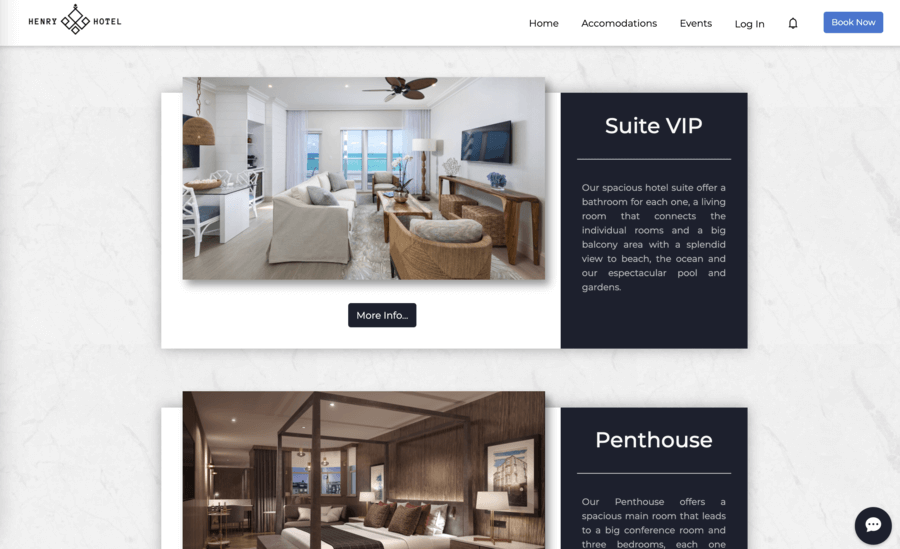 HENRY HOTEL
Home
Accomodations
Events
Log In
Book Now
Suite VIP
Our spacious hotel suite offer a
bathroom for each one, a living
room that connects the
individual rooms and a big
balcony area with a splendid
view to beach, the ocean and
our espectacular pool and
gardens.
More Info...
Penthouse
Our Penthouse offers a
spacious main room that leads
to a big conference room and
three bedrooms, each one